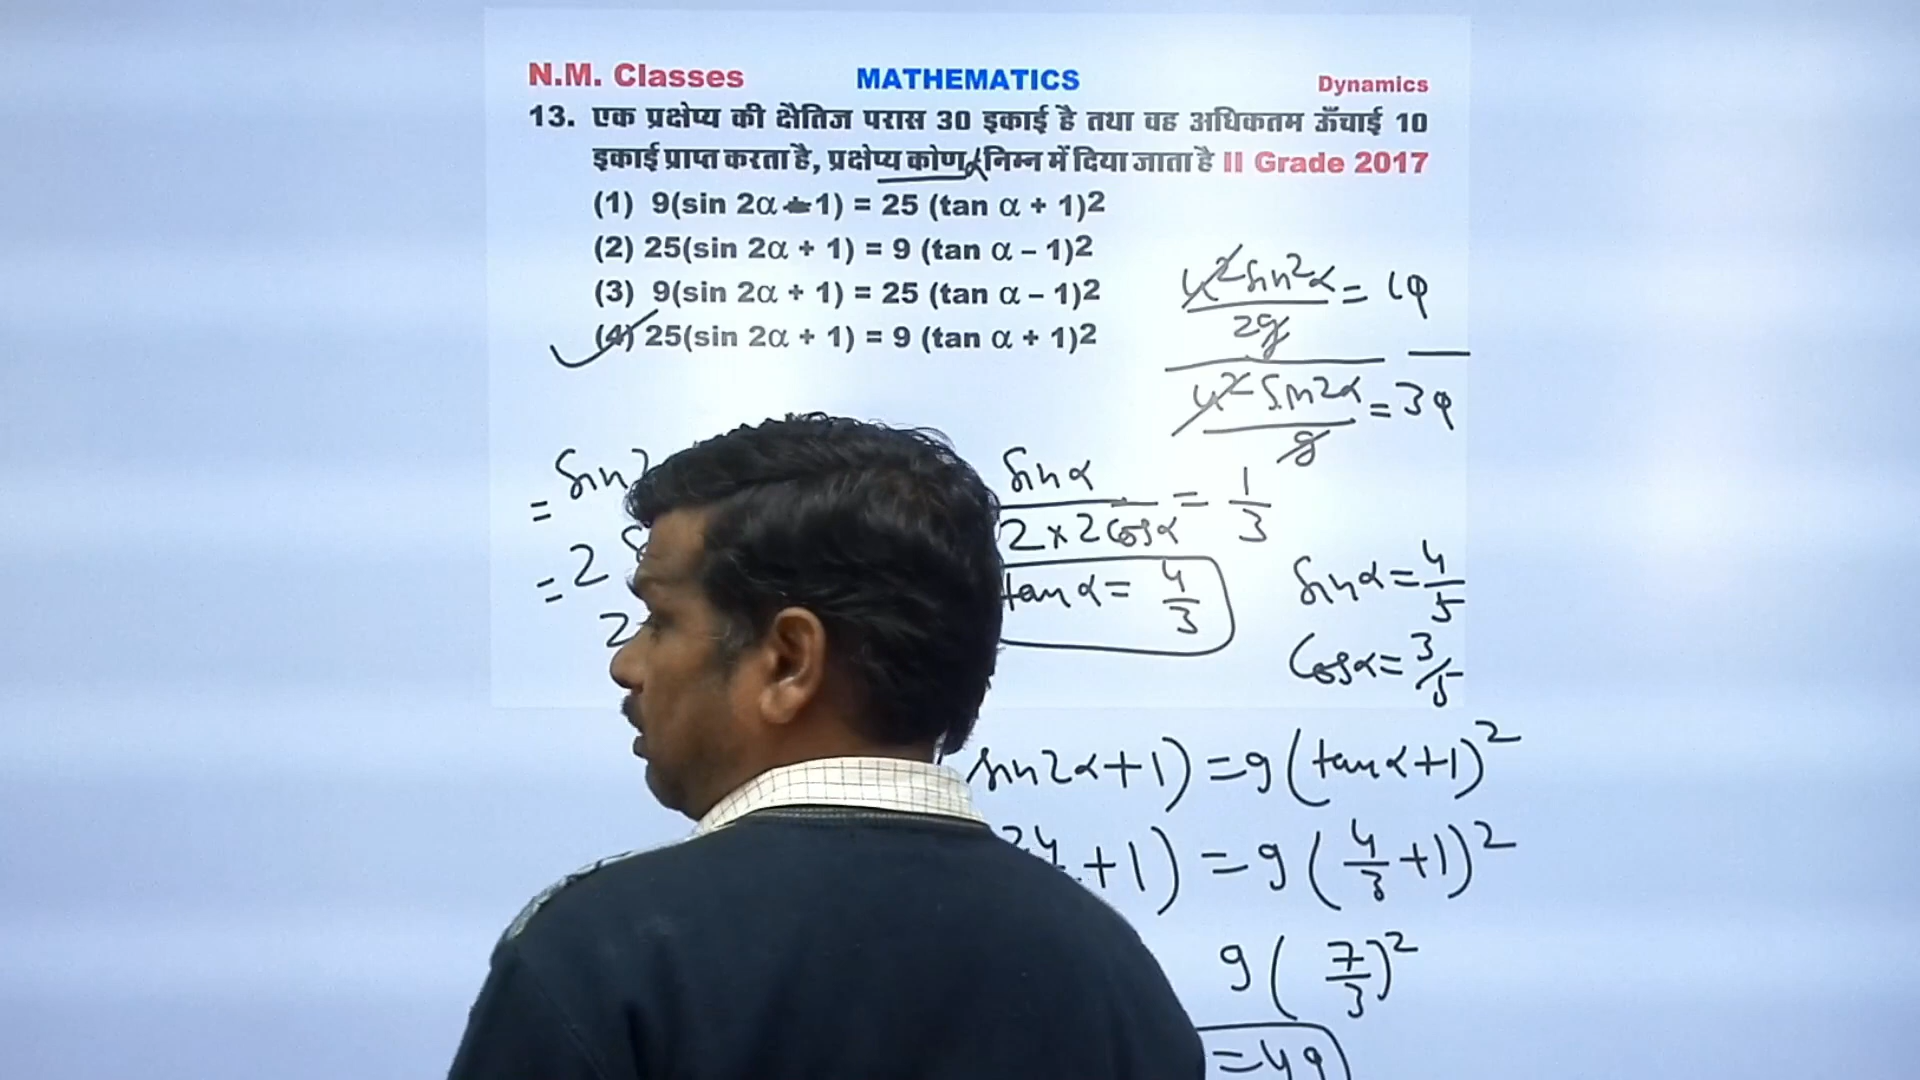 N.M. Classes MATHEMATICS Dynamics
13. एक प्रक्षेप्य की क्षैतिज परास 30 इकाई है तथा वह अधिकतम ऊँचाई 10
इकाई प्राप्त करता है, प्रक्षेप्य कोण α निम्न में दिया जाता है II Grade 2017
(1) 9(sin 2α - 1) = 25 (tan α + 1)2
(2) 25(sin 2α + 1) = 9 (tan α – 1)2
(3) 9(sin 2α + 1) = 25 (tan α – 1)2
(4) 25(sin 2α + 1) = 9 (tan α + 1)2
u² sin²α / 2g = 10
u² sin2α / g = 30
= sin2
sinα / 2×2cosα = 1/3
= 2
2
tanα = 4/3
sinα = 4/5
cosα = 3/5
sin2α+1) = 9(tanα+1)²
24 +1) = 9(4/3+1)²
9(7/3)²
=49